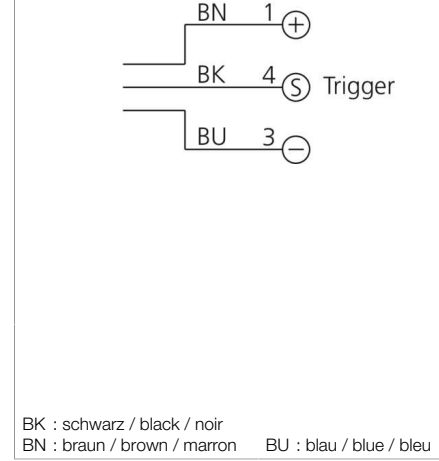 BN 1 +
BK 4 S Trigger
BU 3 −
BK : schwarz / black / noir
BN : braun / brown / marron BU : blau / blue / bleu